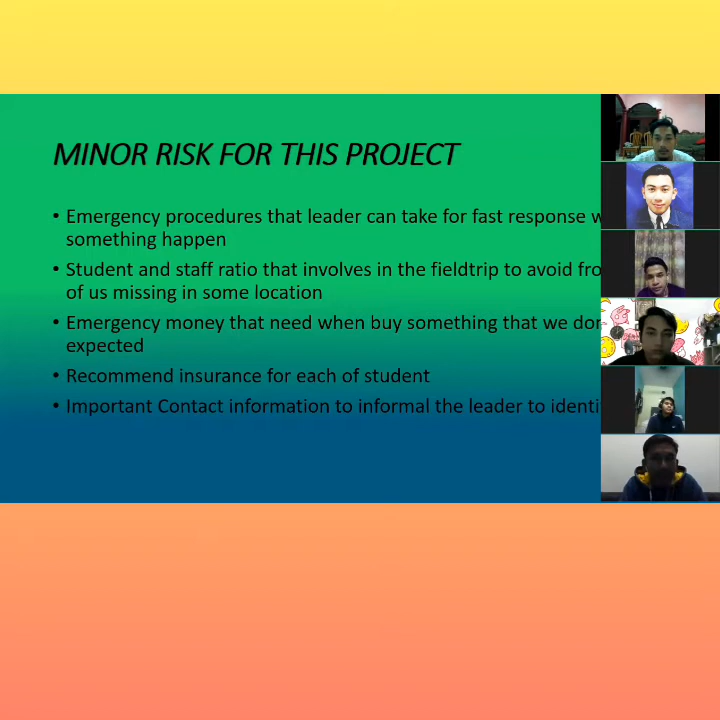 MINOR RISK FOR THIS PROJECT
• Emergency procedures that leader can take for fast response
something happen
• Student and staff ratio that involves in the fieldtrip to avoid
of us missing in some location
• Emergency money that need when buy something that we
expected
• Recommend insurance for each of student
• Important Contact information to informal the leader to